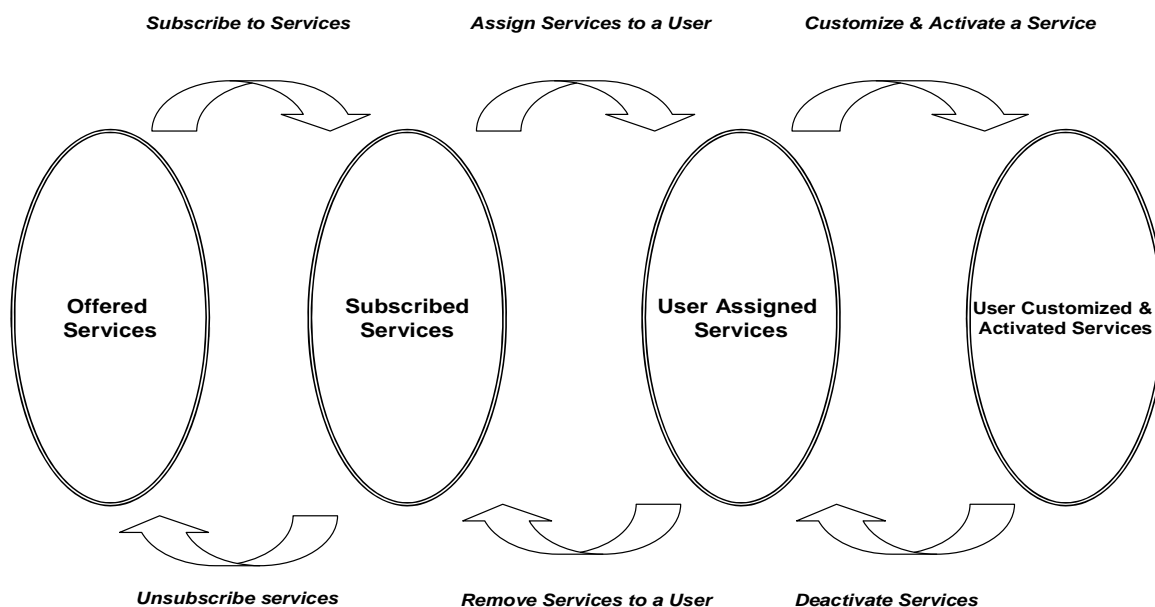 Subscribe to Services
Assign Services to a User
Customize & Activate a Service
Offered
Services
Subscribed
Services
User Assigned
Services
User Customized &
Activated Services
Unsubscribe services
Remove Services to a User
Deactivate Services